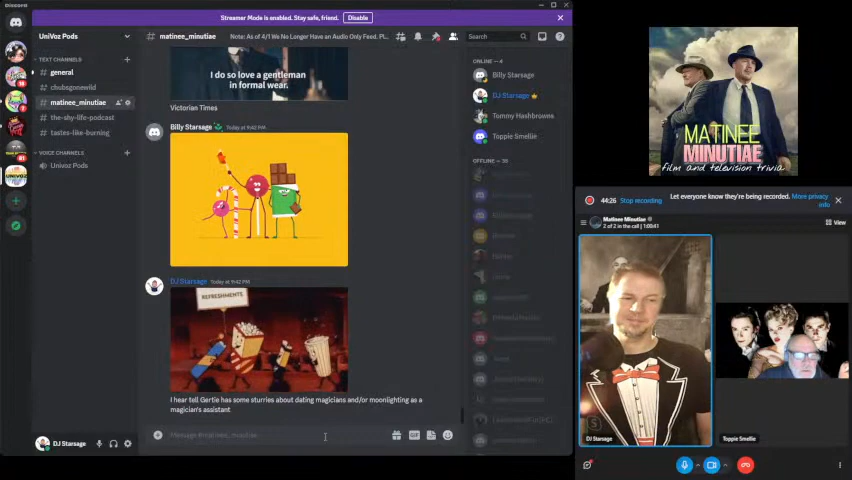 Discord
Streamer Mode is enabled. Stay safe, friend.
Disable
UniVoz Pods
matinee_minutiae
Note: As of 4/1 We No Longer Have an Audio Only Feed. Pl...
Search
TEXT CHANNELS
general
chubsgonewild
matinee_minutiae
the-shy-life-podcast
tastes-like-burning
VOICE CHANNELS
Univoz Pods
I do so love a gentleman
in formal wear.
Victorian Times
Billy Starsage
Today at 9:42 PM
DJ Starsage
Today at 9:42 PM
REFRESHMENTS
I hear tell Gertie has some sturries about dating magicians and/or moonlighting as a
magician's assistant
GIF
DJ Starsage
ONLINE — 4
Billy Starsage
DJ Starsage
Tommy Hashbrowns
Toppie Smellie
MATINEE
MINUTIAE
film and television trivia
44:26
Stop recording
Let everyone know they're being recorded. More privacy
info
Matinee Minutiae
2 of 2 in the call | 1:00:41
View
DJ Starsage
Toppie Smellie